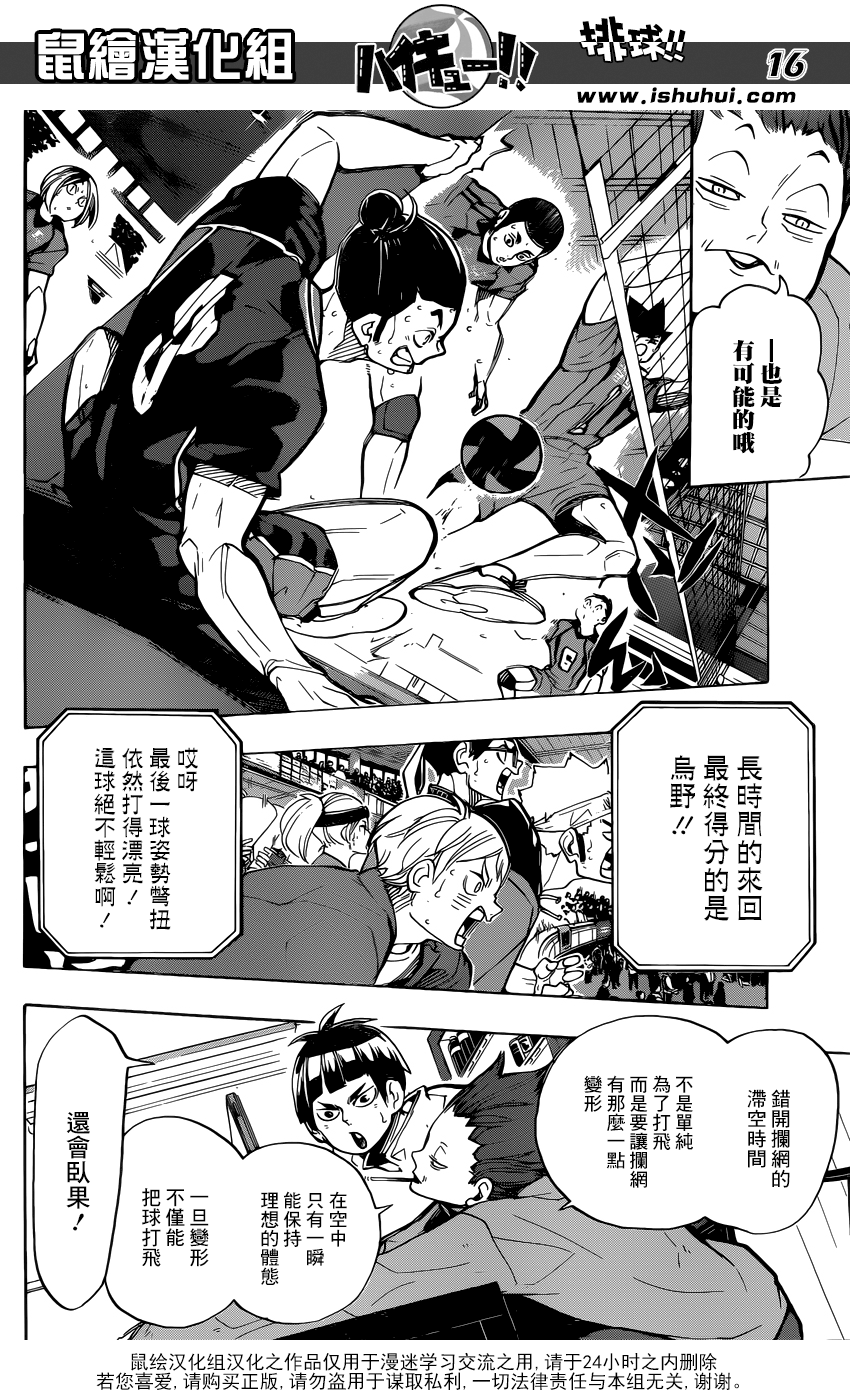 鼠繪漢化組
ハイキュー!!
排球!!
16
www.ishuhui.com
—也是
有可能的哦
長時間的來回
最終得分的是
烏野!!
哎呀
最後一球姿勢彆扭
依然打得漂亮!
這球絕不輕鬆啊!
錯開攔網的
滯空時間
不是單純
為了打飛
而是要讓攔網
有那麼一點
變形
在空中
只有一瞬
能保持
理想的體態
一旦變形
不僅能
把球打飛
還會臥果!
鼠绘汉化组汉化之作品仅用于漫迷学习交流之用, 请于24小时之内删除
若您喜爱, 请购买正版, 请勿滥用于谋取私利, 一切法律责任与本组无关, 谢谢。